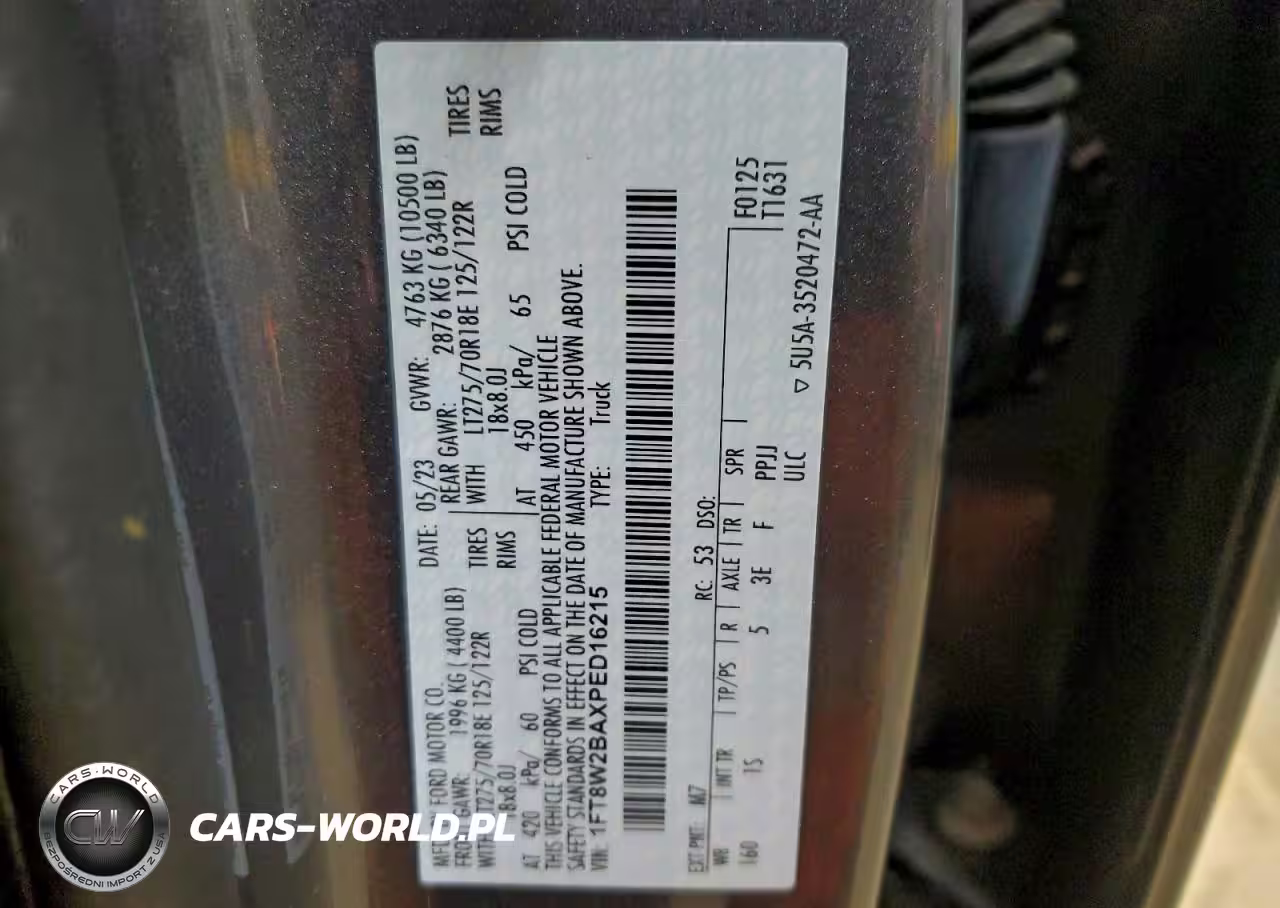 MFD. BY FORD MOTOR CO.
DATE: 05/23 GVWR: 4763 KG (10500 LB)
FRONT GAWR: 1996 KG ( 4400 LB) REAR GAWR: 2876 KG ( 6340 LB)
WITH LT275/70R18E 125/122R TIRES WITH LT275/70R18E 125/122R TIRES
18x8.0J RIMS 18x8.0J RIMS
AT 420 kPa/ 60 PSI COLD AT 450 kPa/ 65 PSI COLD
THIS VEHICLE CONFORMS TO ALL APPLICABLE FEDERAL MOTOR VEHICLE
SAFETY STANDARDS IN EFFECT ON THE DATE OF MANUFACTURE SHOWN ABOVE.
VIN: 1FT8W2BAXPED16215 TYPE: Truck
EXT PNT: M7 RC: 53 DSO:
WB INT TR TP/PS R AXLE TR SPR F0125
160 1S 5 3E F PPJJ T1631
ULC
▽ 5U5A-3520472-AA
CARS-WORLD
CW
BEZPOŚREDNI IMPORT Z USA
CARS-WORLD.PL